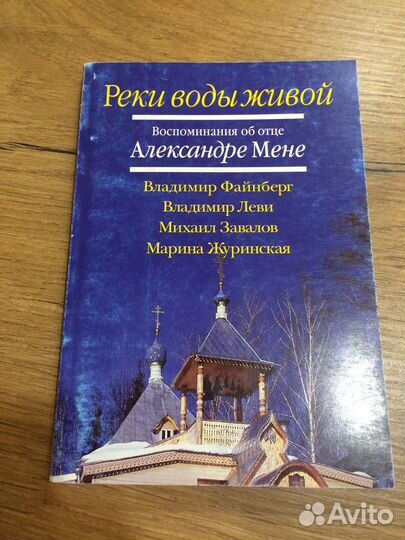 Реки воды живой
Воспоминания об отце
Александре Мене
Владимир Файнберг
Владимир Леви
Михаил Завалов
Марина Журинская
Avito